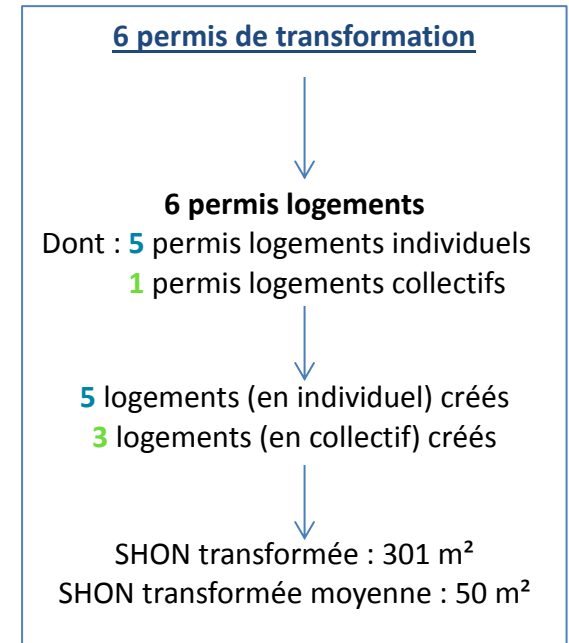 6 permis de transformation
6 permis logements
Dont : 5 permis logements individuels
1 permis logements collectifs
5 logements (en individuel) créés
3 logements (en collectif) créés
SHON transformée : 301 m²
SHON transformée moyenne : 50 m²